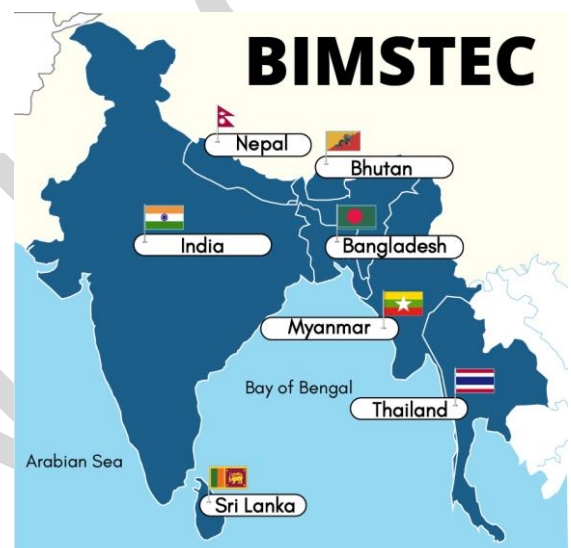 BIMSTEC
Nepal
Bhutan
India
Bangladesh
Myanmar
Bay of Bengal
Thailand
Arabian Sea
Sri Lanka